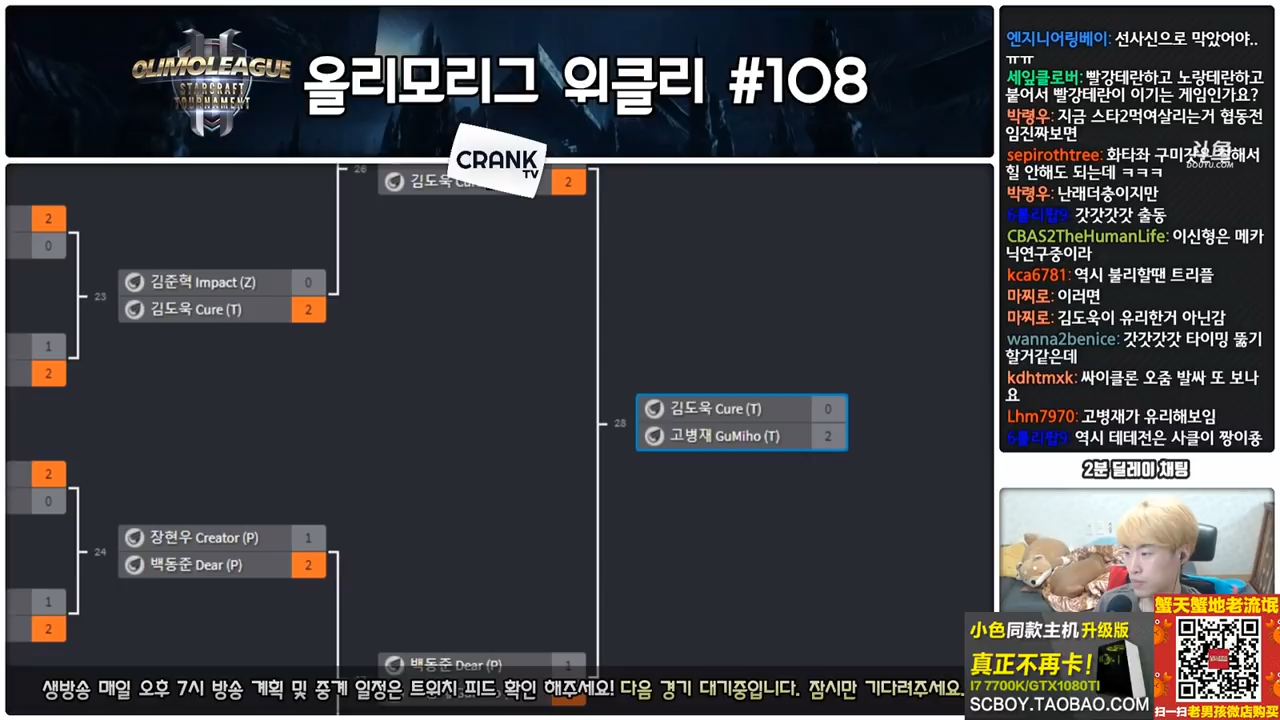 OLIMOLEAGUE
STARCRAFT
TOURNAMENT
올리모리그 위클리 #108
CRANK
TV
26
김도욱
2
2
0
23
김준혁 Impact (Z) 0
김도욱 Cure (T) 2
1
2
28
김도욱 Cure (T) 0
고병재 GuMiho (T) 2
2
0
24
장현우 Creator (P) 1
백동준 Dear (P) 2
1
2
백동준 Dear (P) 1
생방송 매일 오후 7시 방송 계획 및 중계 일정은 트위치 피드 확인 해주세요! 다음 경기 대기중입니다. 잠시만 기다려주세요.
엔지니어링베이: 선사신으로 막았어야..
ㅠㅠ
세잎클로버: 빨강테란하고 노랑테란하고
붙어서 빨강테란이 이기는 게임인가요?
박령우: 지금 스타2먹여살리는거 협동전
임진짜보면
sepirothtree: 화타좌 구미
해서
힐 안해도 되는데 ㅋㅋㅋ
斗鱼
DOUYU.COM
박령우: 난래더충이지만
갓갓갓갓 출동
CBAS2TheHumanLife: 이신형은 메카
닉연구중이라
kca6781: 역시 불리할땐 트리플
마찌로: 이러면
마찌로: 김도욱이 유리한거 아닌감
wanna2benice: 갓갓갓갓 타이밍 뚫기
할거같은데
kdhtmxk: 싸이클론 오줌 발싸 또 보나
요
Lhm7970: 고병재가 유리해보임
역시 테테전은 사클이 짱이죵
2분 딜레이 채팅
小色同款主机升级版
真正不再卡!
I7 7700K/GTX1080TI
SCBOY.TAOBAO.COM
蟹天蟹地老流氓
扫一扫老男孩微店购买